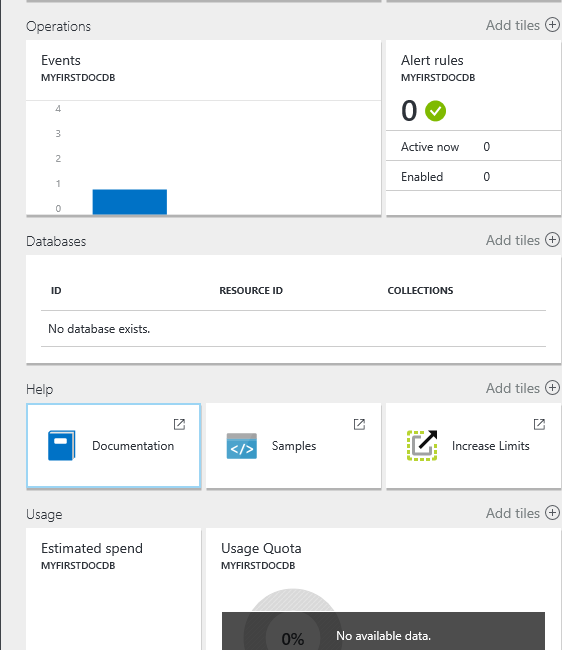 Operations Add tiles
Events
MYFIRSTDOCDB
4
3
2
1
0
Alert rules
MYFIRSTDOCDB
0
Active now 0
Enabled 0
Databases Add tiles
ID RESOURCE ID COLLECTIONS
No database exists.
Help Add tiles
Documentation
Samples
Increase Limits
Usage Add tiles
Estimated spend
MYFIRSTDOCDB
Usage Quota
MYFIRSTDOCDB
0%
No available data.